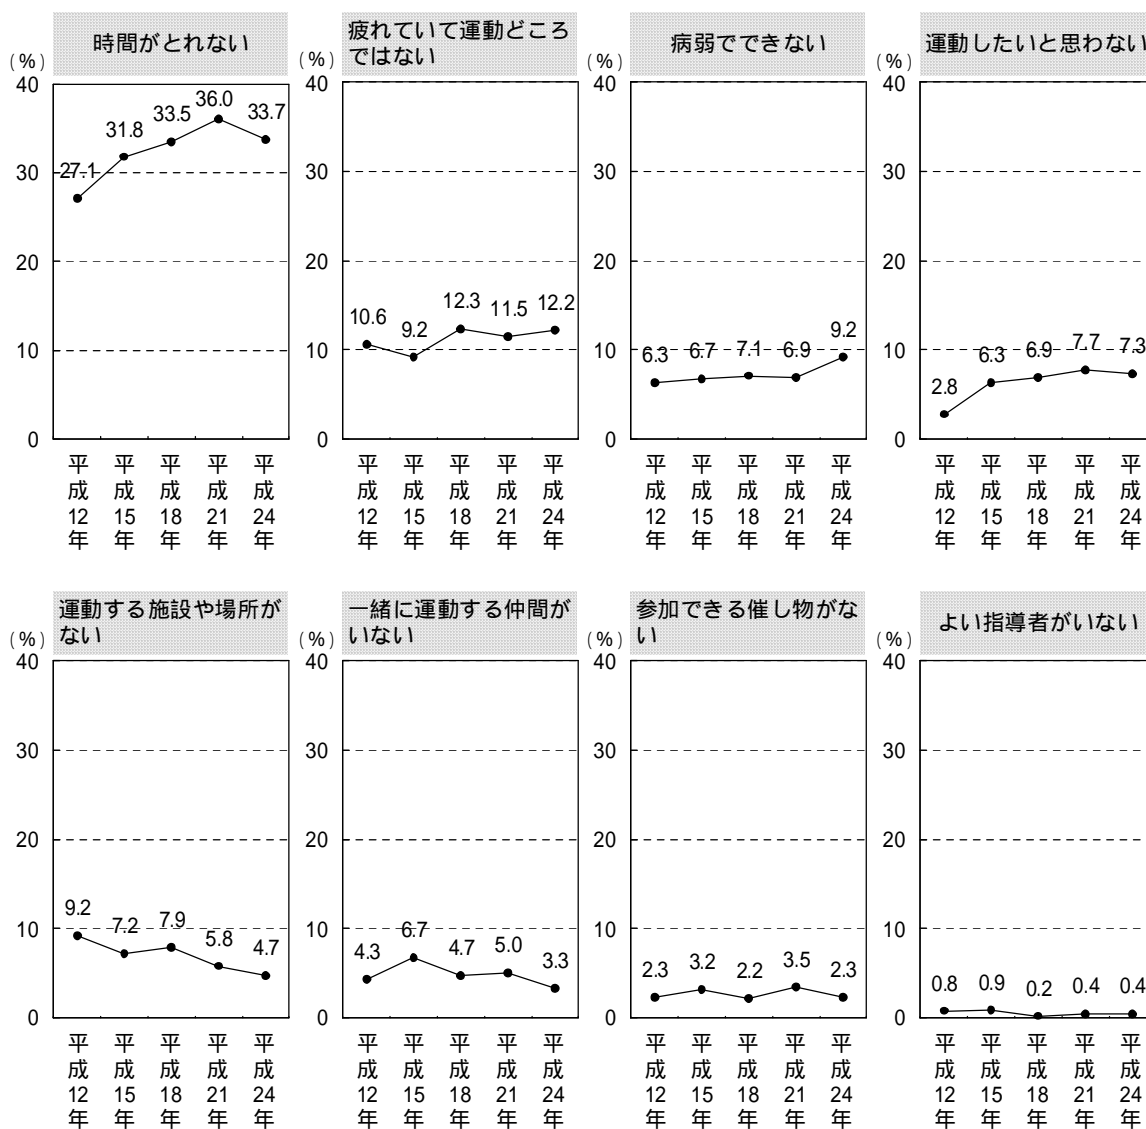 時間がとれない
(%)
40
30
20
10
0
27.1
31.8
33.5
36.0
33.7
平成12年
平成15年
平成18年
平成21年
平成24年
疲れていて運動どころ
ではない
(%)
40
30
20
10
0
10.6
9.2
12.3
11.5
12.2
平成12年
平成15年
平成18年
平成21年
平成24年
病弱でできない
(%)
40
30
20
10
0
6.3
6.7
7.1
6.9
9.2
平成12年
平成15年
平成18年
平成21年
平成24年
運動したいと思わない
(%)
40
30
20
10
0
2.8
6.3
6.9
7.7
7.3
平成12年
平成15年
平成18年
平成21年
平成24年
運動する施設や場所が
ない
(%)
40
30
20
10
0
9.2
7.2
7.9
5.8
4.7
平成12年
平成15年
平成18年
平成21年
平成24年
一緒に運動する仲間が
いない
(%)
40
30
20
10
0
4.3
6.7
4.7
5.0
3.3
平成12年
平成15年
平成18年
平成21年
平成24年
参加できる催し物がな
い
(%)
40
30
20
10
0
2.3
3.2
2.2
3.5
2.3
平成12年
平成15年
平成18年
平成21年
平成24年
よい指導者がいない
(%)
40
30
20
10
0
0.8
0.9
0.2
0.4
0.4
平成12年
平成15年
平成18年
平成21年
平成24年